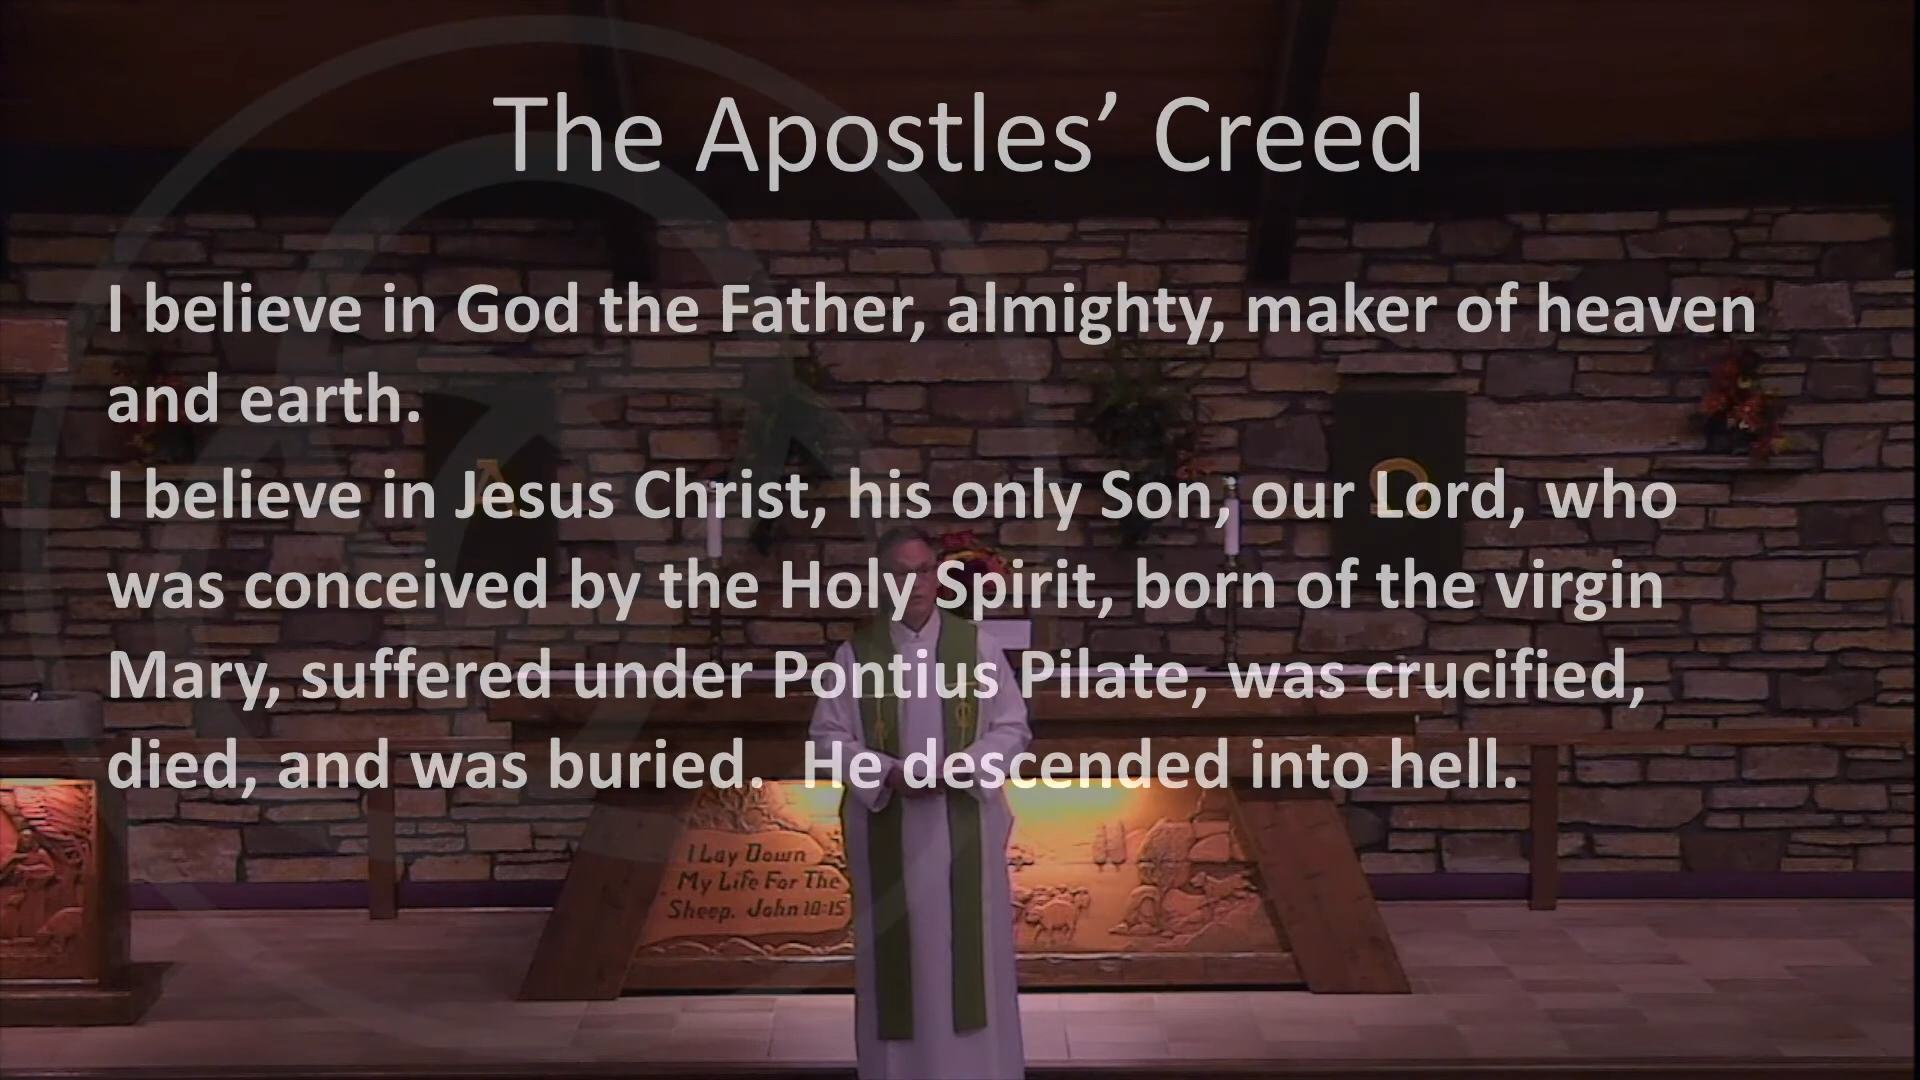 The Apostles’ Creed
I believe in God the Father, almighty, maker of heaven
and earth.
I believe in Jesus Christ, his only Son, our Lord, who
was conceived by the Holy Spirit, born of the virgin
Mary, suffered under Pontius Pilate, was crucified,
died, and was buried.  He descended into hell.
Α
Ω
I Lay Down
My Life For The
Sheep. John 10:15